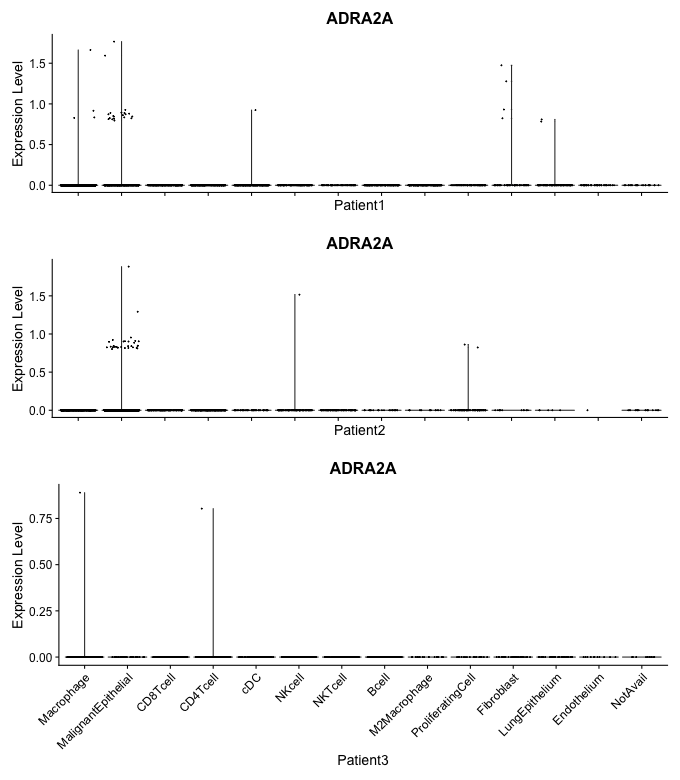 ADRA2A
Expression Level
1.5
1.0
0.5
0.0
Patient1
ADRA2A
Expression Level
1.5
1.0
0.5
0.0
Patient2
ADRA2A
Expression Level
0.75
0.50
0.25
0.00
Macrophage
MalignantEpithelial
CD8Tcell
CD4Tcell
cDC
NKcell
NKTcell
Bcell
M2Macrophage
ProliferatingCell
Fibroblast
LungEpithelium
Endothelium
NotAvail
Patient3